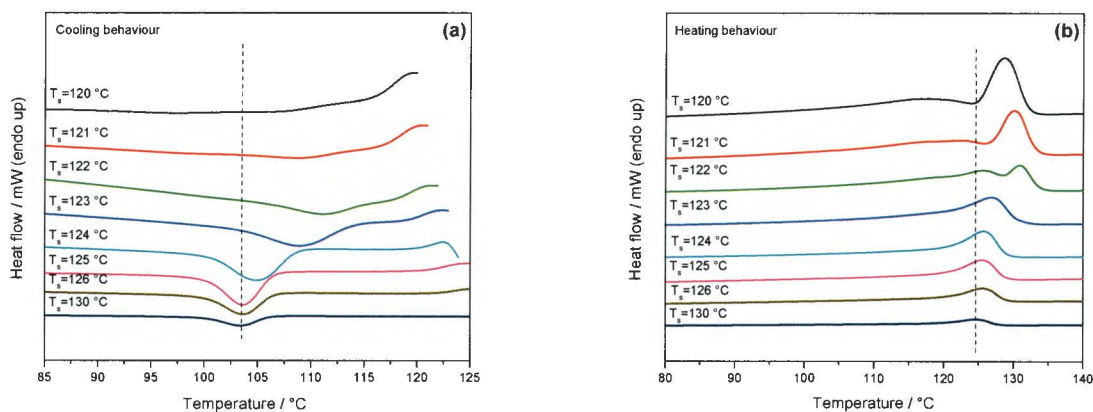 Cooling behaviour
(a)
T_s=120 °C
T_s=121 °C
T_s=122 °C
T_s=123 °C
T_s=124 °C
T_s=125 °C
T_s=126 °C
T_s=130 °C
Heat flow / mW (endo up)
85 90 95 100 105 110 115 120 125
Temperature / °C
Heating behaviour
(b)
T_s=120 °C
T_s=121 °C
T_s=122 °C
T_s=123 °C
T_s=124 °C
T_s=125 °C
T_s=126 °C
T_s=130 °C
Heat flow / mW (endo up)
80 90 100 110 120 130 140
Temperature / °C